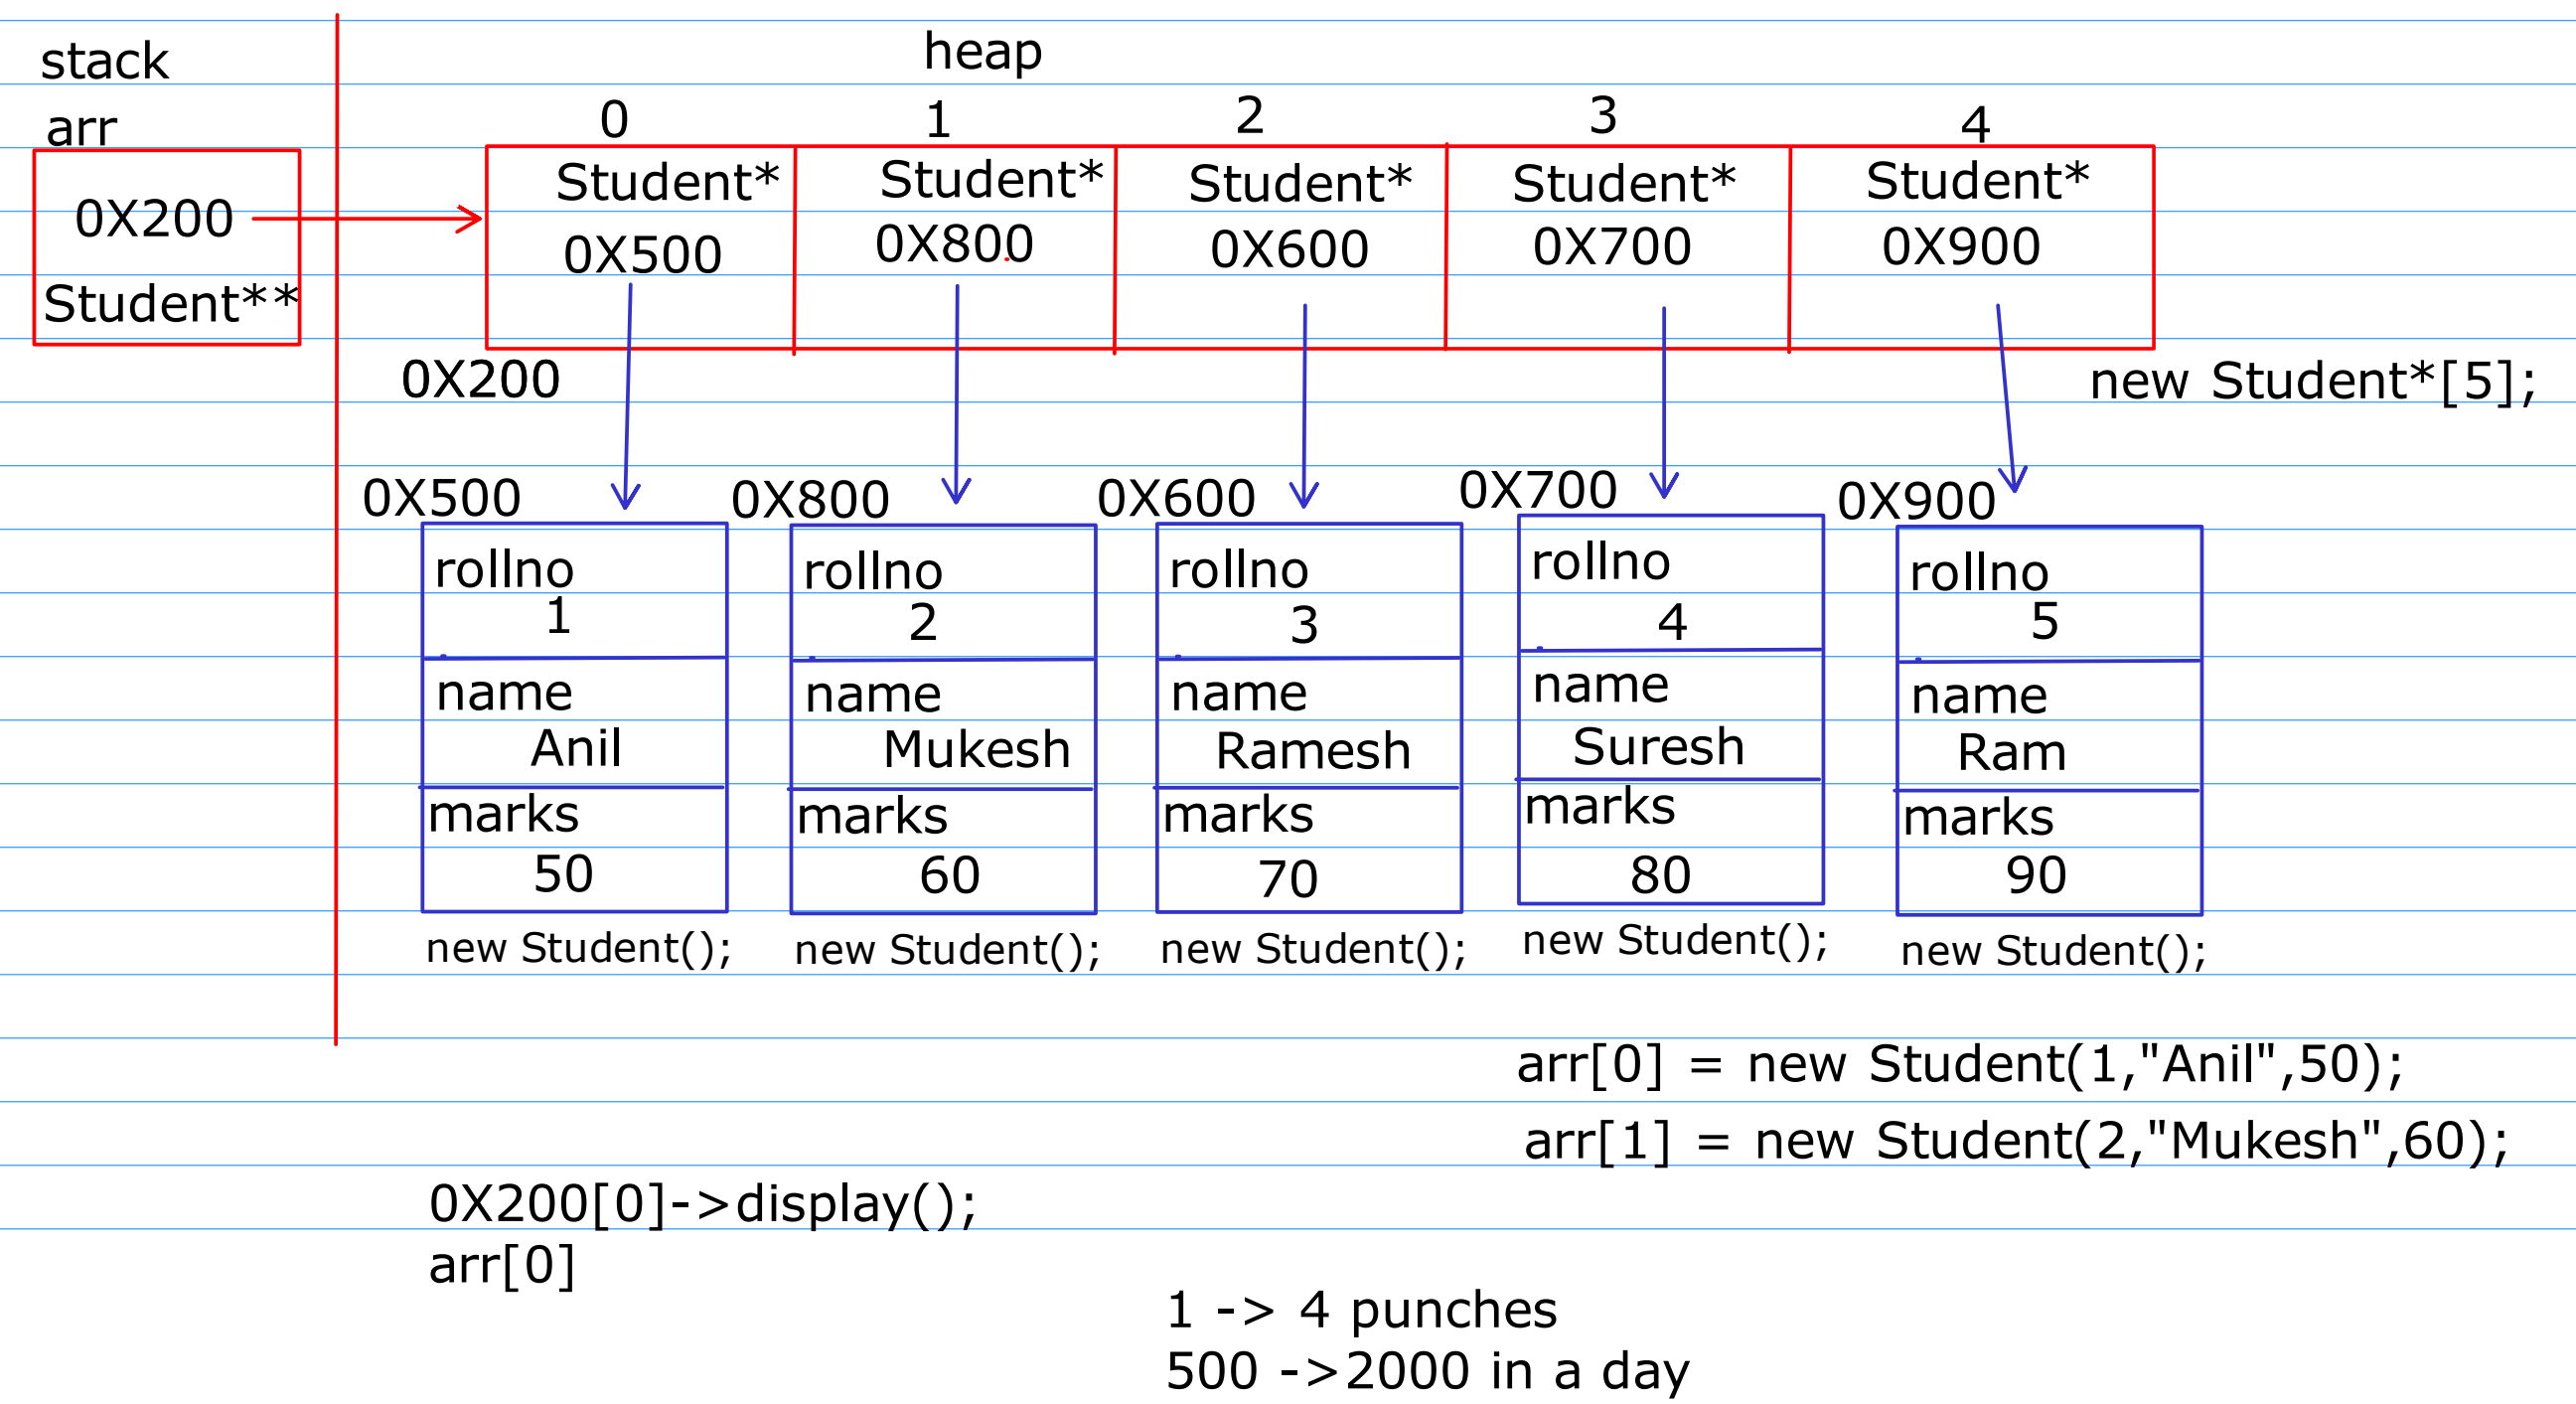 stack
heap
arr
0 1 2 3 4
0X200
Student**
Student* Student* Student* Student* Student*
0X500 0X800 0X600 0X700 0X900
0X200
new Student*[5];
0X500 0X800 0X600 0X700 0X900
rollno rollno rollno rollno rollno
1 2 3 4 5
name name name name name
Anil Mukesh Ramesh Suresh Ram
marks marks marks marks marks
50 60 70 80 90
new Student(); new Student(); new Student(); new Student(); new Student();
arr[0] = new Student(1,"Anil",50);
arr[1] = new Student(2,"Mukesh",60);
0X200[0]->display();
arr[0]
1 -> 4 punches
500 ->2000 in a day